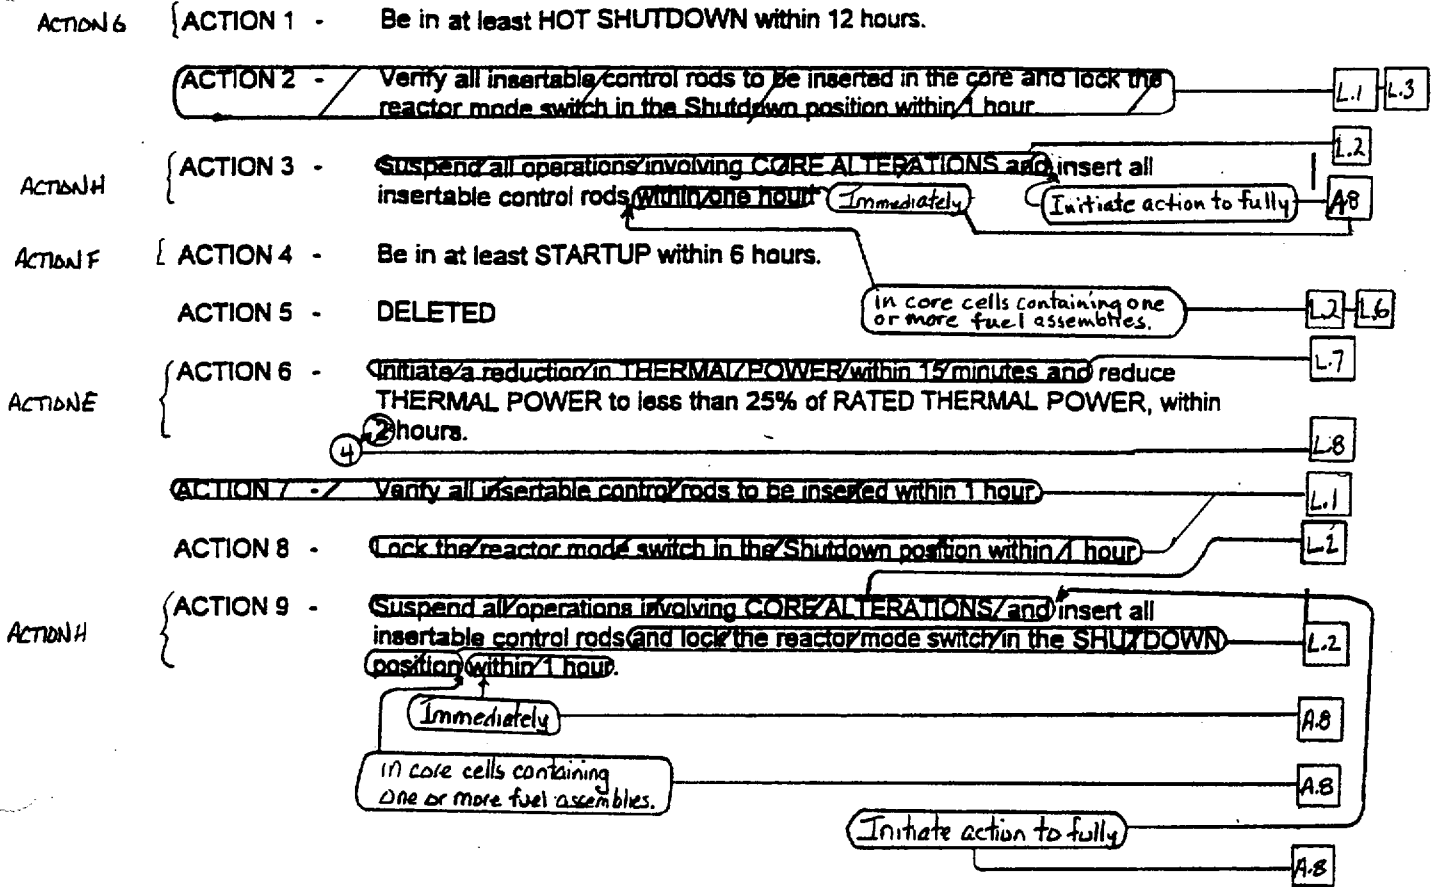 ACTION G ACTION 1 - Be in at least HOT SHUTDOWN within 12 hours.
ACTION 2 - Verify all insertable control rods to be inserted in the core and lock the
reactor mode switch in the Shutdown position within 1 hour. L.1 L.3
L.2
ACTION 3 - Suspend all operations involving CORE ALTERATIONS and insert all
ACTION H insertable control rods within one hour Immediately Initiate action to fully A8
ACTION F ACTION 4 - Be in at least STARTUP within 6 hours.
ACTION 5 - DELETED
in core cells containing one
or more fuel assemblies. L.2 L.6
ACTION 6 - Initiate a reduction in THERMAL POWER within 15 minutes and reduce L.7
ACTION E THERMAL POWER to less than 25% of RATED THERMAL POWER, within
2 hours.
4 L.8
ACTION 7 - Verify all insertable control rods to be inserted within 1 hour. L.1
ACTION 8 - Lock the reactor mode switch in the Shutdown position within 1 hour
ACTION 9 - Suspend all operations involving CORE ALTERATIONS and insert all
ACTION H insertable control rods and lock the reactor mode switch in the SHUTDOWN L.2
position within 1 hour.
Immediately A.8
in core cells containing
one or more fuel assemblies. A.8
Initiate action to fully
A.8